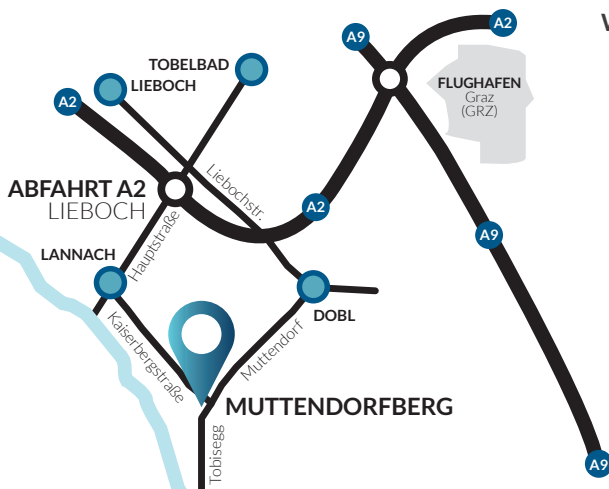 A2
A9
TOBELBAD
LIEBOCH
A2
FLUGHAFEN
Graz
(GRZ)
Liebochstr.
ABFAHRT A2
LIEBOCH
A2
Hauptstraße
A9
LANNACH
DOBL
Kaiserbergstraße
Muttendorf
MUTTENDORFBERG
Tobisegg
A9